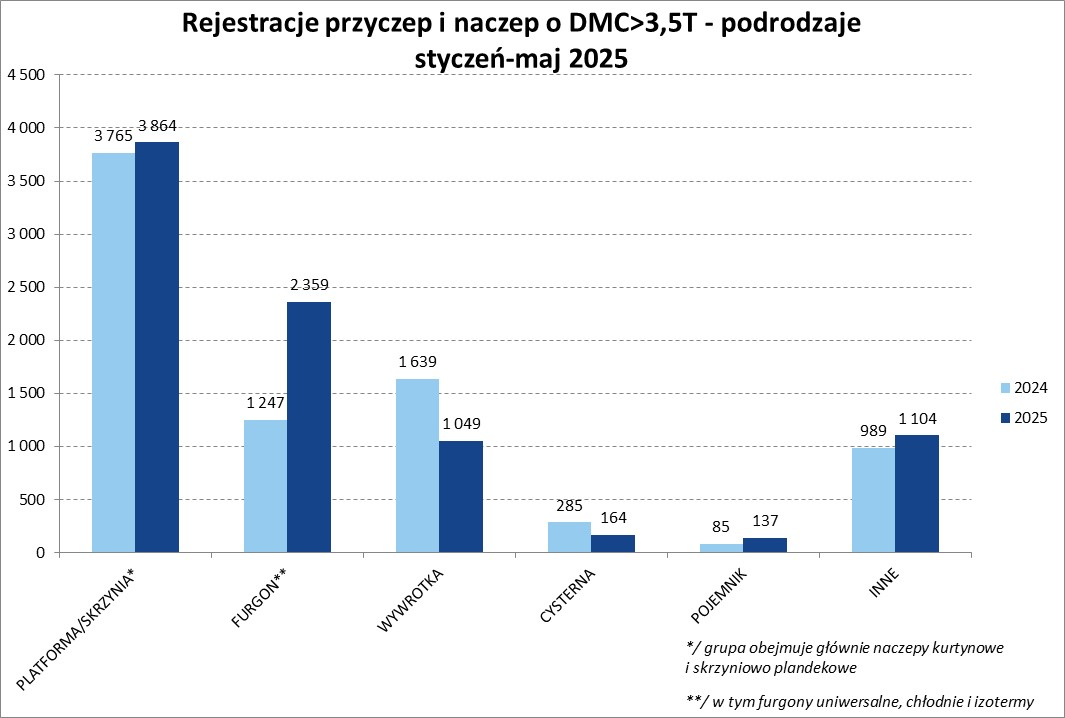 Rejestracje przyczep i naczep o DMC>3,5T - podrodzaje
styczeń-maj 2025
4 500
4 000
3 500
3 000
2 500
2 000
1 500
1 000
500
0
3 765
3 864
1 247
2 359
1 639
1 049
285
164
85
137
989
1 104
2024
2025
PLATFORMA/SKRZYNIA*
FURGON**
WYWROTKA
CYSTERNA
POJEMNIK
INNE
*/ grupa obejmuje głównie naczepy kurtynowe
i skrzyniowo plandekowe
**/ w tym furgony uniwersalne, chłodnie i izotermy